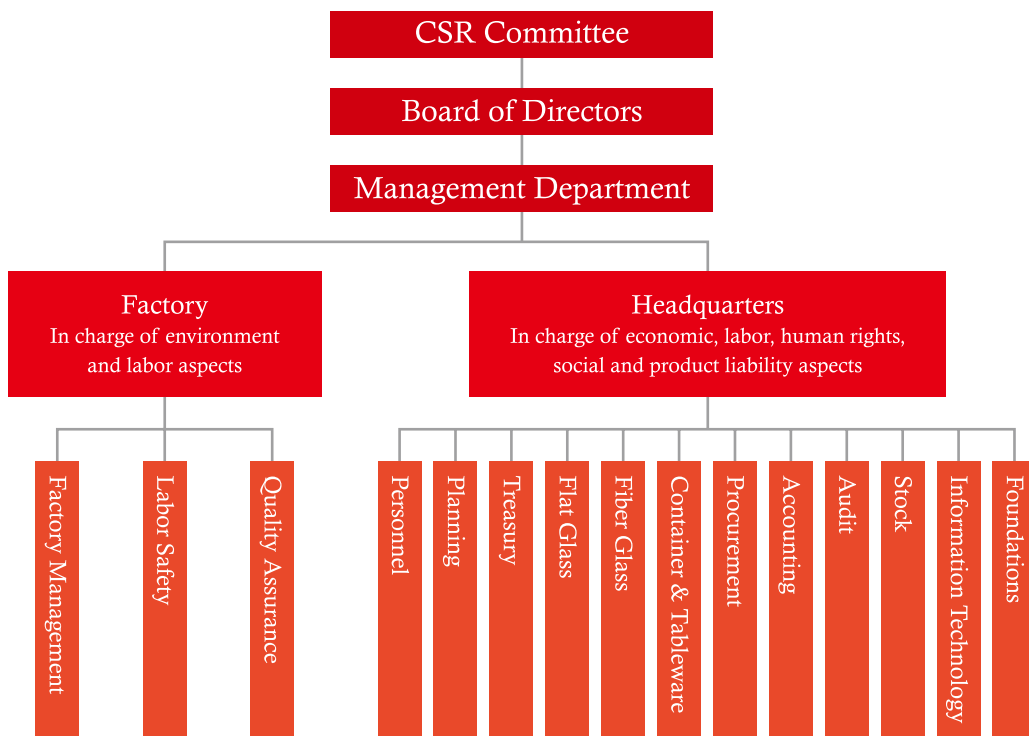 CSR Committee
Board of Directors
Management Department
Factory
In charge of environment
and labor aspects
Headquarters
In charge of economic, labor, human rights,
social and product liability aspects
Factory Management
Labor Safety
Quality Assurance
Personnel
Planning
Treasury
Flat Glass
Fiber Glass
Container & Tableware
Procurement
Accounting
Audit
Stock
Information Technology
Foundations